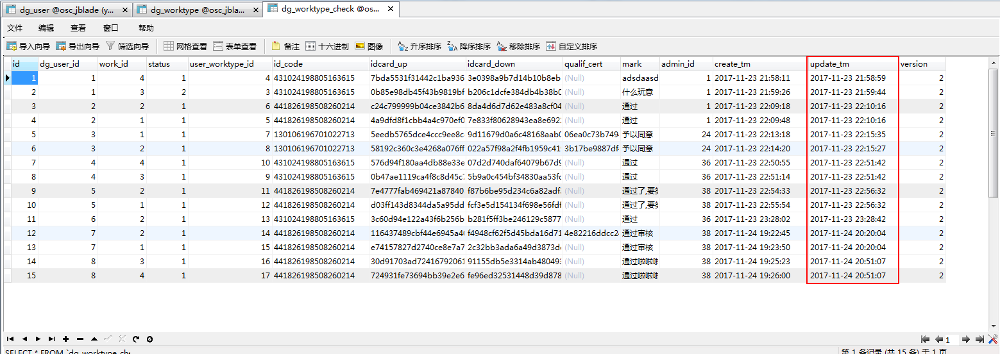 dg_user @osc_jblade (y... dg_worktype @osc_jbla... dg_worktype_check @os...
文件 编辑 查看 窗口 帮助
导入向导 导出向导 筛选向导 网格查看 表单查看 备注 十六进制 图像 升序排序 降序排序 移除排序 自定义排序
id dg_user_id work_id status user_worktype_id id_code idcard_up idcard_down qualif_cert mark admin_id create_tm update_tm version
1 1 4 1 4 431024198805163615 7bda5531f31442c1ba936 3e0398a9b7d14b10b8eb (Null) adsdaasd 1 2017-11-23 21:58:11 2017-11-23 21:58:59 2
2 1 3 2 3 431024198805163615 0b85e98db45f43b9819bf b206c1dcfe384db4b38b0 (Null) 什么玩意 1 2017-11-23 21:59:26 2017-11-23 21:59:44 2
3 2 2 1 6 441826198508260214 c24c799999b04ce3842b6 8da4d6d7d62e483a8cf04 (Null) 通过 1 2017-11-23 22:09:18 2017-11-23 22:10:16 2
4 2 1 1 5 441826198508260214 4a9dfd8f1cbb4a4c970ef0 7e833f80628943ea8e692 (Null) 通过 1 2017-11-23 22:09:48 2017-11-23 22:10:16 2
5 3 1 1 7 130106196701022713 5eedb5765dce4ccc9ee8c 9d11679d0a6c48168aab0 06ea0c73b749 予以同意 24 2017-11-23 22:13:18 2017-11-23 22:15:35 2
6 3 2 1 8 130106196701022713 58192c360c3e4268a076ff 022a57f98a2f4fb1959c41 3b17be9887df 予以同意 24 2017-11-23 22:14:20 2017-11-23 22:15:27 2
7 4 4 1 10 431024198805163615 576d94f180aa4db88e33e 07d2d740daf64079b67d9 (Null) 通过 36 2017-11-23 22:50:55 2017-11-23 22:51:42 2
8 4 3 1 9 431024198805163615 0b47ae1119ca4f8c8d45c 5b9a0c454bf34830aa53f (Null) 通过 36 2017-11-23 22:51:14 2017-11-23 22:51:42 2
9 5 2 1 11 441826198508260214 7e4777fab469421a87840 f87b6be95d234c6a82adf (Null) 通过了,要 38 2017-11-23 22:54:33 2017-11-23 22:56:32 2
10 5 1 1 12 441826198508260214 d03ff143d8344da5a95dd fcf3e5d154134f698e56fdf (Null) 通过了,要 38 2017-11-23 22:55:54 2017-11-23 22:56:32 2
11 6 2 1 13 431024198805163615 3c60d94e122a43f6b256b b281f5ff3be246129c5877 (Null) 通过 36 2017-11-23 23:28:02 2017-11-23 23:28:42 2
12 7 2 1 14 441826198508260214 116437489cbf44e6945a4 f4948cf62f5d45bda16d71 4e82216ddcc2 通过审核 38 2017-11-24 19:22:45 2017-11-24 20:20:04 2
13 7 1 1 15 441826198508260214 e74157827d2740ce8e7a7 2c32bb3ada6a49d3873d (Null) 通过审核 38 2017-11-24 19:23:50 2017-11-24 20:20:04 2
14 8 3 1 16 441826198508260214 30d91703ad72416792061 91155db5e3314ab480493 (Null) 通过啦啦啦 38 2017-11-24 19:25:23 2017-11-24 20:51:07 2
15 8 4 1 17 441826198508260214 724931fe73694bb39e2e6 fe96ed32531448d39d878 (Null) 通过啦啦啦 38 2017-11-24 19:26:00 2017-11-24 20:51:07 2
1
SELECT * FROM `dg_worktype_che 第 1 条记录 (共 15 条) 于 1 页